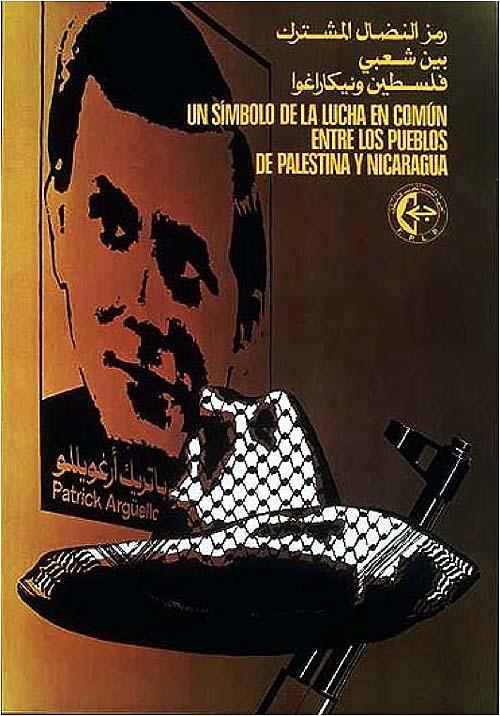 رمز النضال المشترك
بين شعبي
فلسطين ونيكاراغوا
UN SÍMBOLO DE LA LUCHA EN COMÚN
ENTRE LOS PUEBLOS
DE PALESTINA Y NICARAGUA
F.P.L.P
باتريك أرغويللو
Patrick Argüello